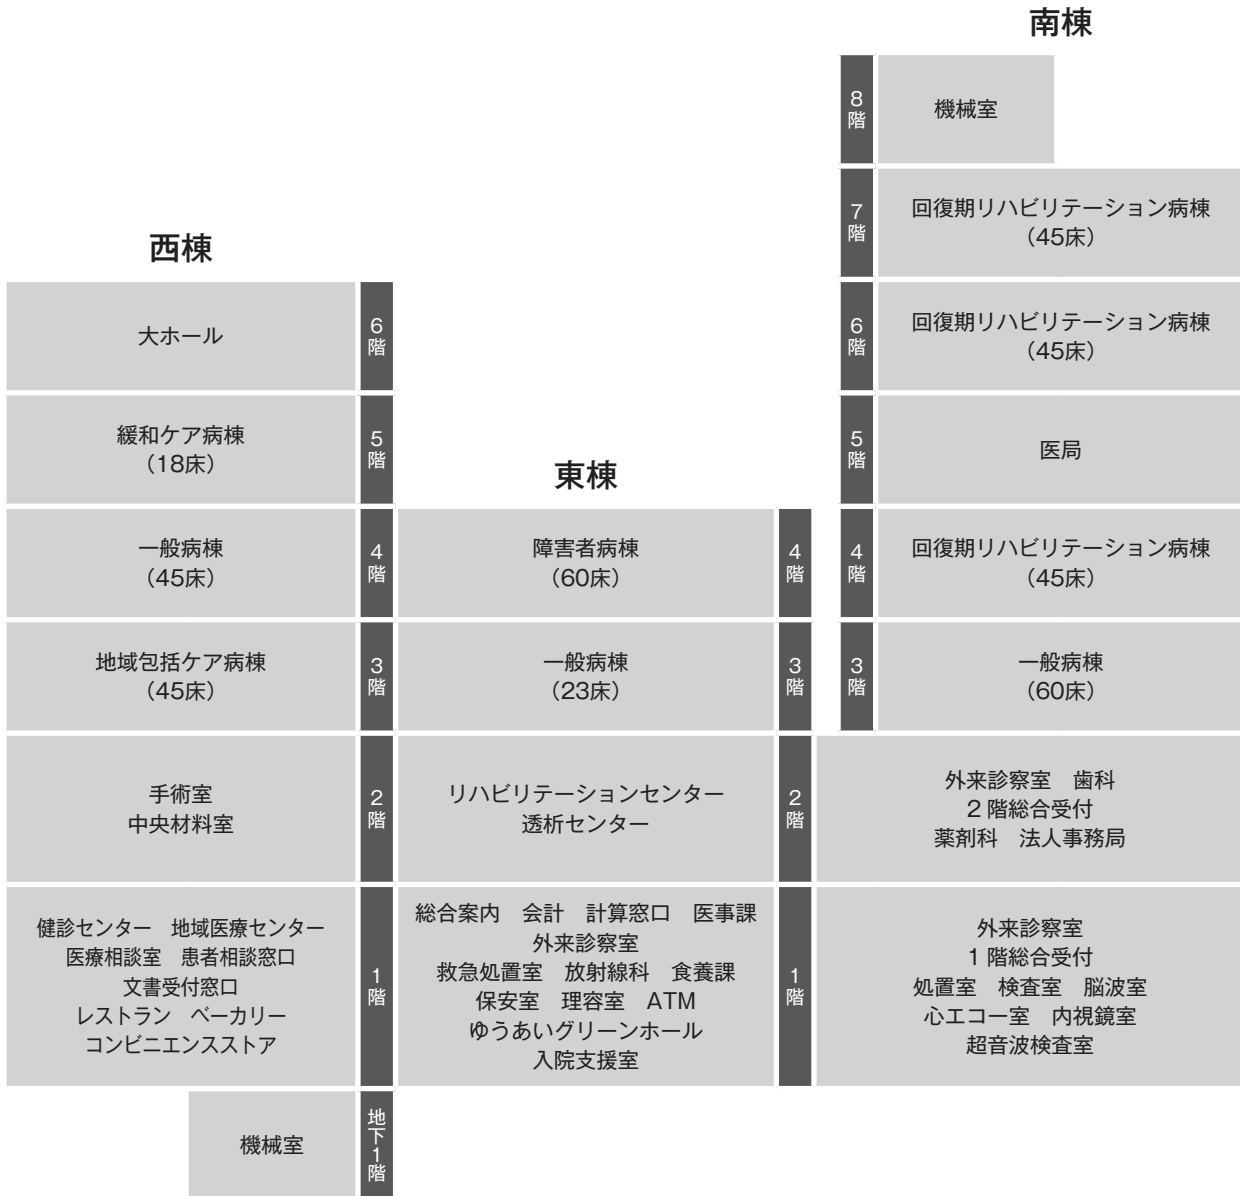 南棟
8階
機械室
7階
回復期リハビリテーション病棟
（45床）
西棟
大ホール
6階
6階
回復期リハビリテーション病棟
（45床）
緩和ケア病棟
（18床）
5階
東棟
5階
医局
一般病棟
（45床）
4階
障害者病棟
（60床）
4階
4階
回復期リハビリテーション病棟
（45床）
地域包括ケア病棟
（45床）
3階
一般病棟
（23床）
3階
3階
一般病棟
（60床）
手術室
中央材料室
2階
リハビリテーションセンター
透析センター
2階
外来診察室　歯科
2階総合受付
薬剤科　法人事務局
健診センター　地域医療センター
医療相談室　患者相談窓口
文書受付窓口
レストラン　ベーカリー
コンビニエンスストア
1階
総合案内　会計　計算窓口　医事課
外来診察室
救急処置室　放射線科　食養課
保安室　理容室　ATM
ゆうあいグリーンホール
入院支援室
1階
外来診察室
1階総合受付
処置室　検査室　脳波室
心エコー室　内視鏡室
超音波検査室
機械室
地下1階